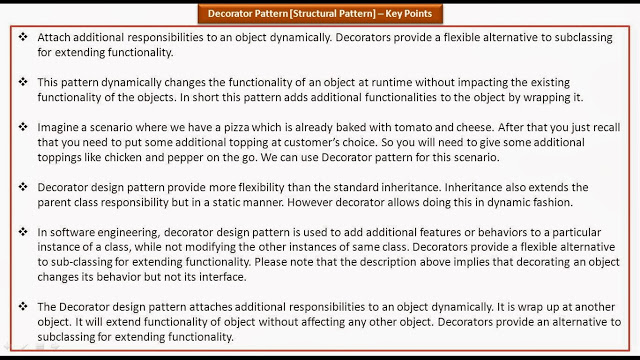 Decorator Pattern [Structural Pattern] – Key Points
❖ Attach additional responsibilities to an object dynamically. Decorators provide a flexible alternative to subclassing
for extending functionality.
❖ This pattern dynamically changes the functionality of an object at runtime without impacting the existing
functionality of the objects. In short this pattern adds additional functionalities to the object by wrapping it.
❖ Imagine a scenario where we have a pizza which is already baked with tomato and cheese. After that you just recall
that you need to put some additional topping at customer's choice. So you will need to give some additional
toppings like chicken and pepper on the go. We can use Decorator pattern for this scenario.
❖ Decorator design pattern provide more flexibility than the standard inheritance. Inheritance also extends the
parent class responsibility but in a static manner. However decorator allows doing this in dynamic fashion.
❖ In software engineering, decorator design pattern is used to add additional features or behaviors to a particular
instance of a class, while not modifying the other instances of same class. Decorators provide a flexible alternative
to sub-classing for extending functionality. Please note that the description above implies that decorating an object
changes its behavior but not its interface.
❖ The Decorator design pattern attaches additional responsibilities to an object dynamically. It is wrap up at another
object. It will extend functionality of object without affecting any other object. Decorators provide an alternative to
subclassing for extending functionality.